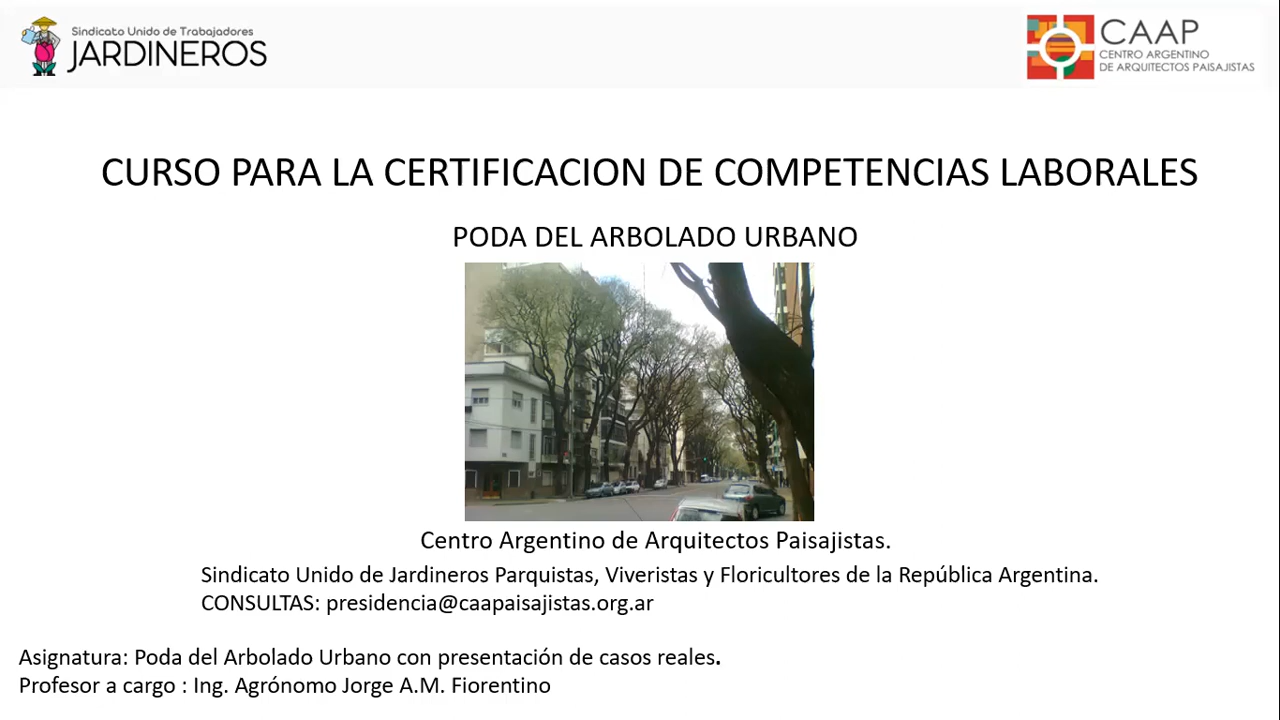 Sindicato Unido de Trabajadores
JARDINEROS
CAAP
CENTRO ARGENTINO
DE ARQUITECTOS PAISAJISTAS
CURSO PARA LA CERTIFICACION DE COMPETENCIAS LABORALES
PODA DEL ARBOLADO URBANO
Centro Argentino de Arquitectos Paisajistas.
Sindicato Unido de Jardineros Parquistas, Viveristas y Floricultores de la República Argentina.
CONSULTAS: presidencia@caapaisajistas.org.ar
Asignatura: Poda del Arbolado Urbano con presentación de casos reales.
Profesor a cargo : Ing. Agrónomo Jorge A.M. Fiorentino